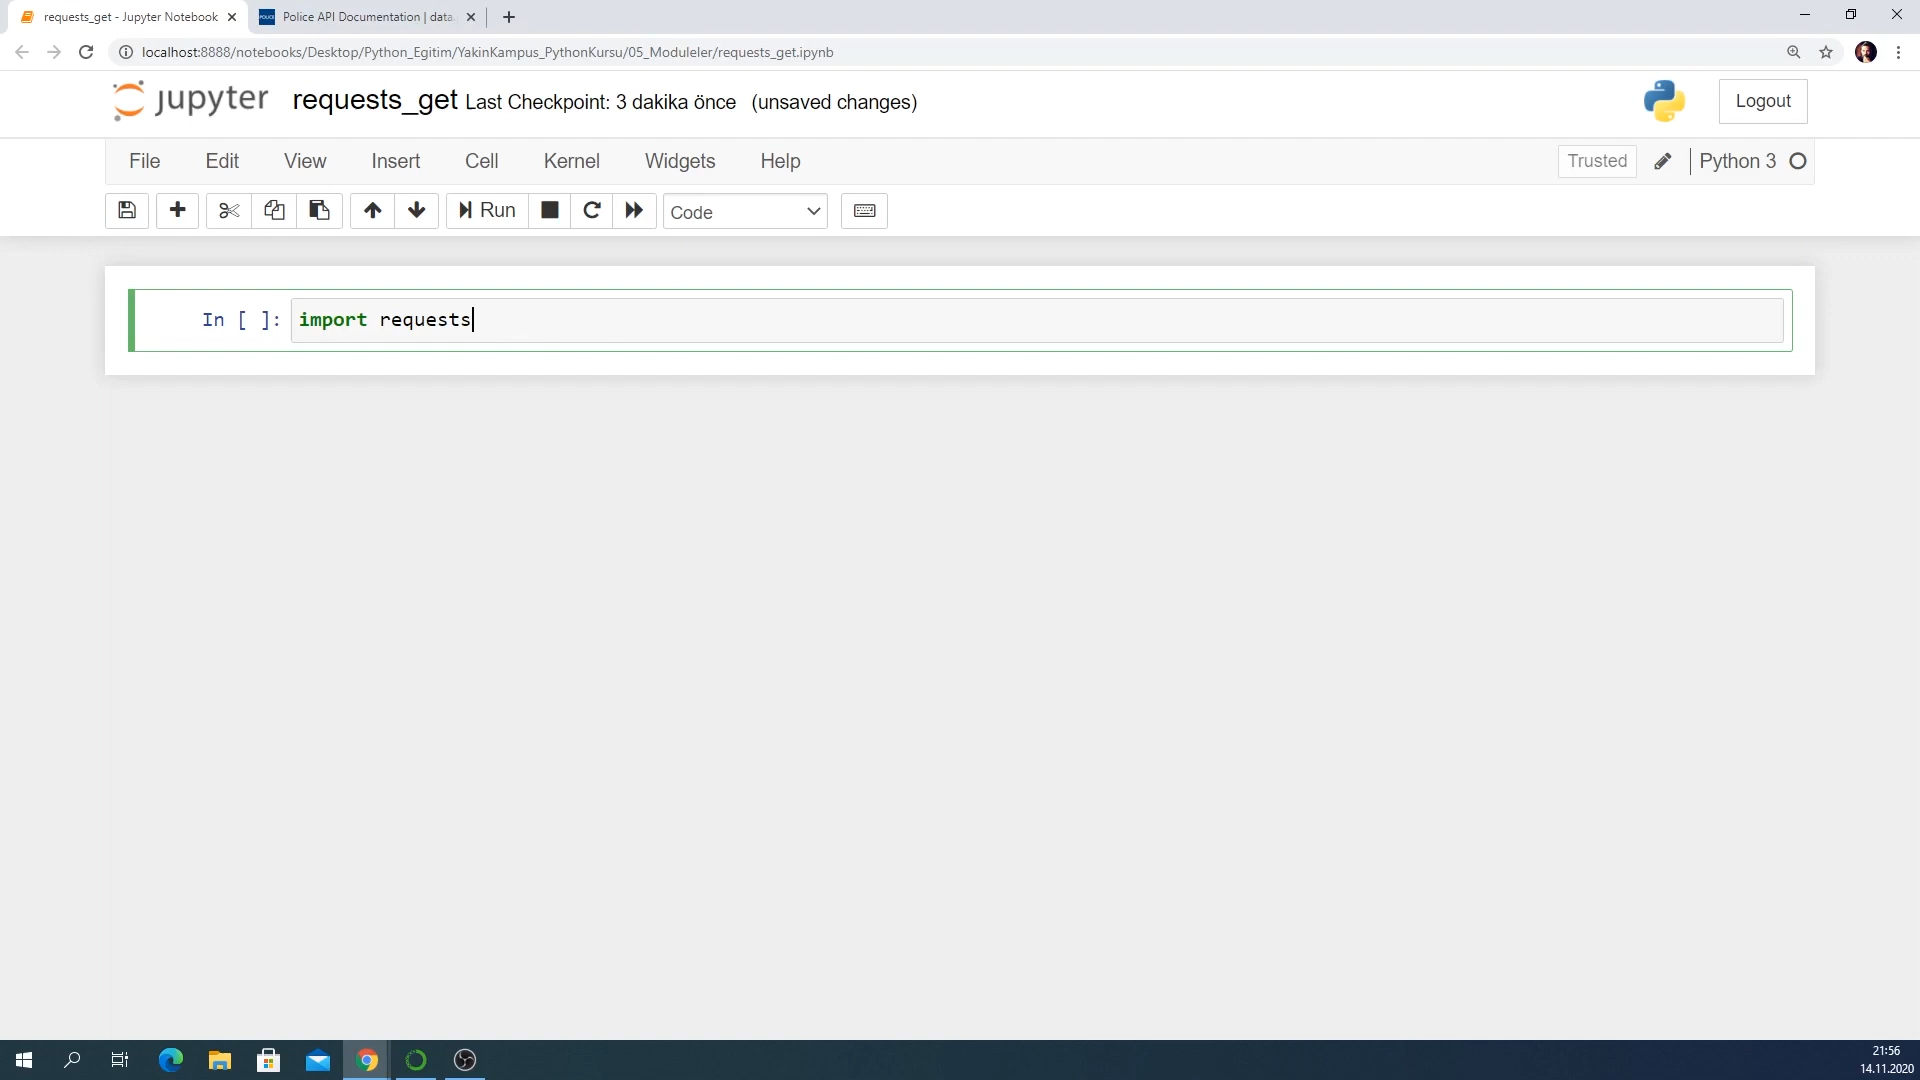 requests_get - Jupyter Notebook
Police API Documentation | data.
localhost:8888/notebooks/Desktop/Python_Egitim/YakinKampus_PythonKursu/05_Moduleler/requests_get.ipynb
jupyter requests_get Last Checkpoint: 3 dakika önce (unsaved changes)
Logout
File Edit View Insert Cell Kernel Widgets Help
Trusted
Python 3
Run
Code
In [ ]: import requests
21:56
14.11.2020